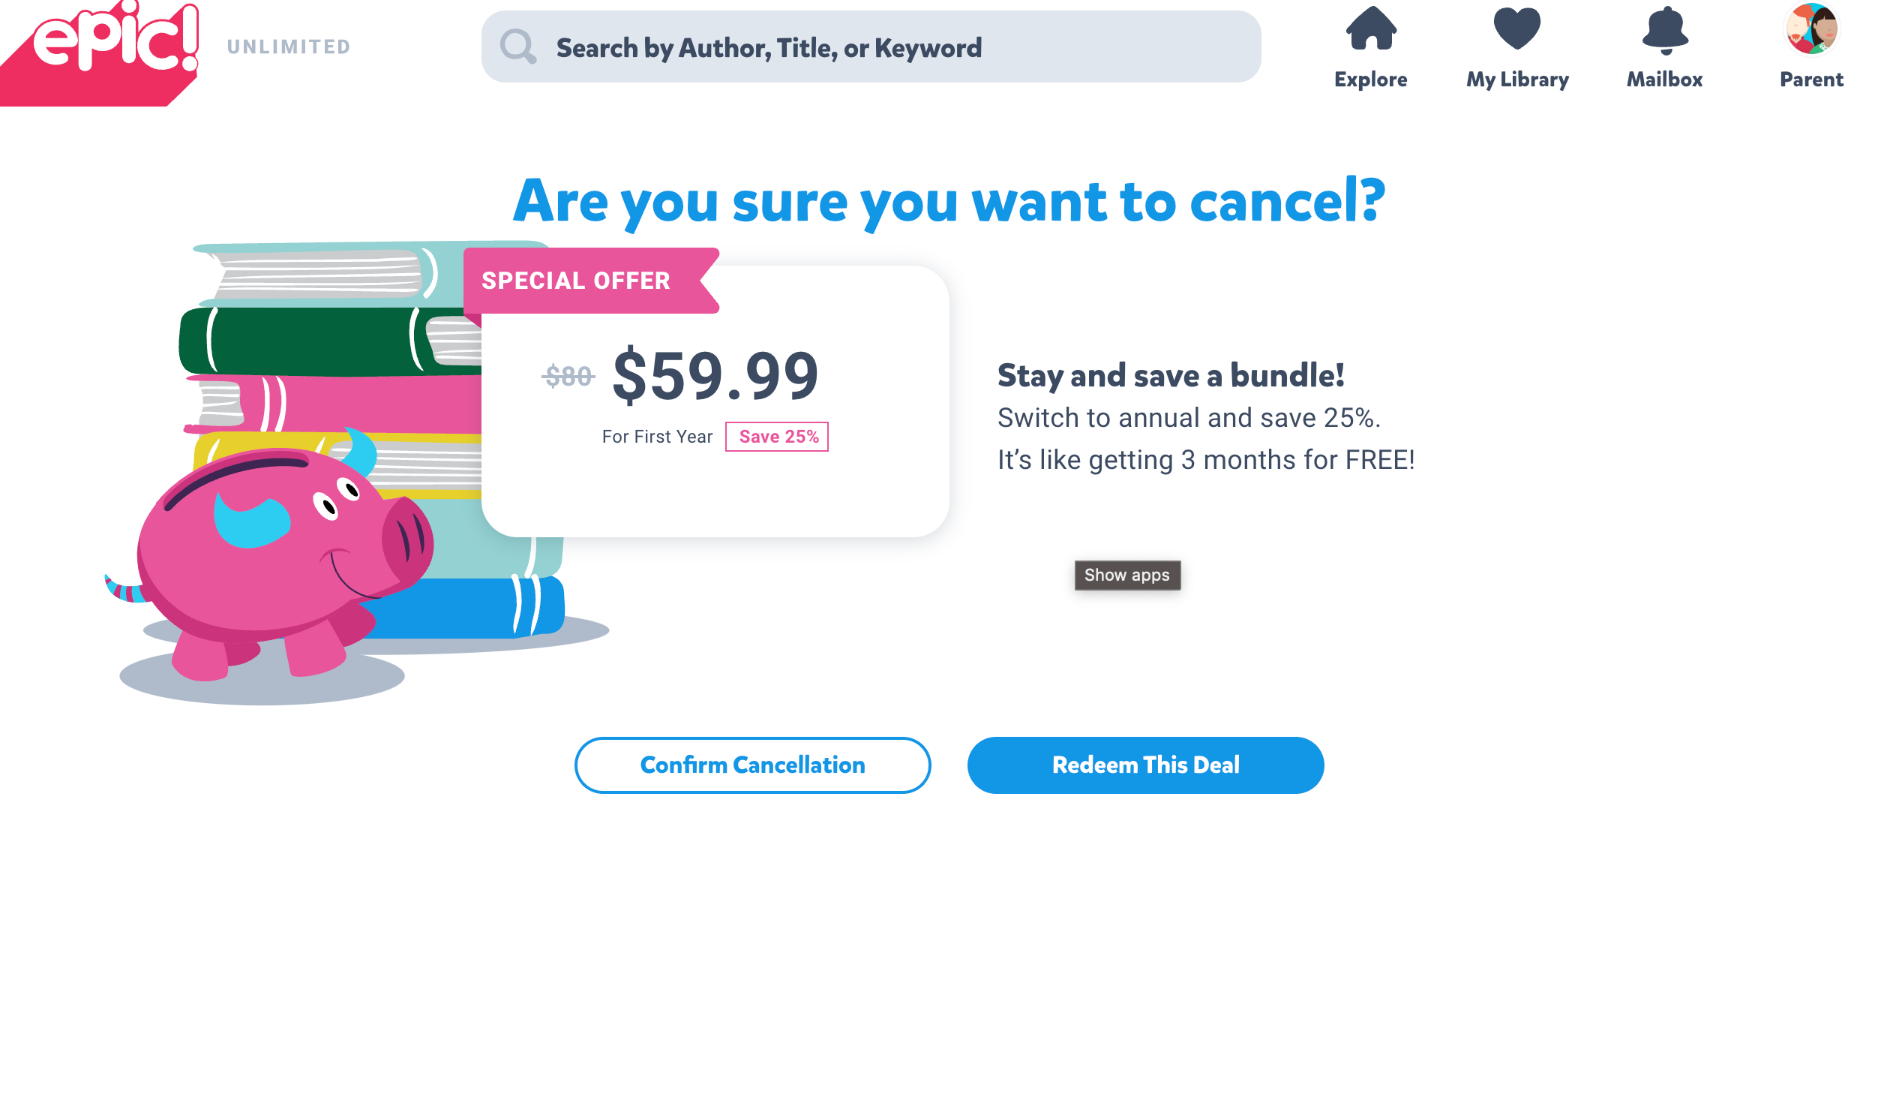 epic!
UNLIMITED
Search by Author, Title, or Keyword
Explore
My Library
Mailbox
Parent
Are you sure you want to cancel?
SPECIAL OFFER
$80 $59.99
For First Year Save 25%
Stay and save a bundle!
Switch to annual and save 25%.
It's like getting 3 months for FREE!
Show apps
Confirm Cancellation
Redeem This Deal